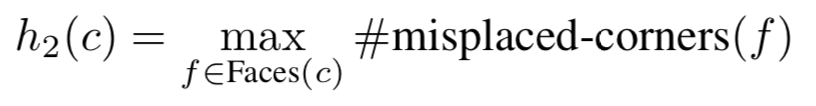 h₂(c) = max #misplaced-corners(f)
f∈Faces(c)